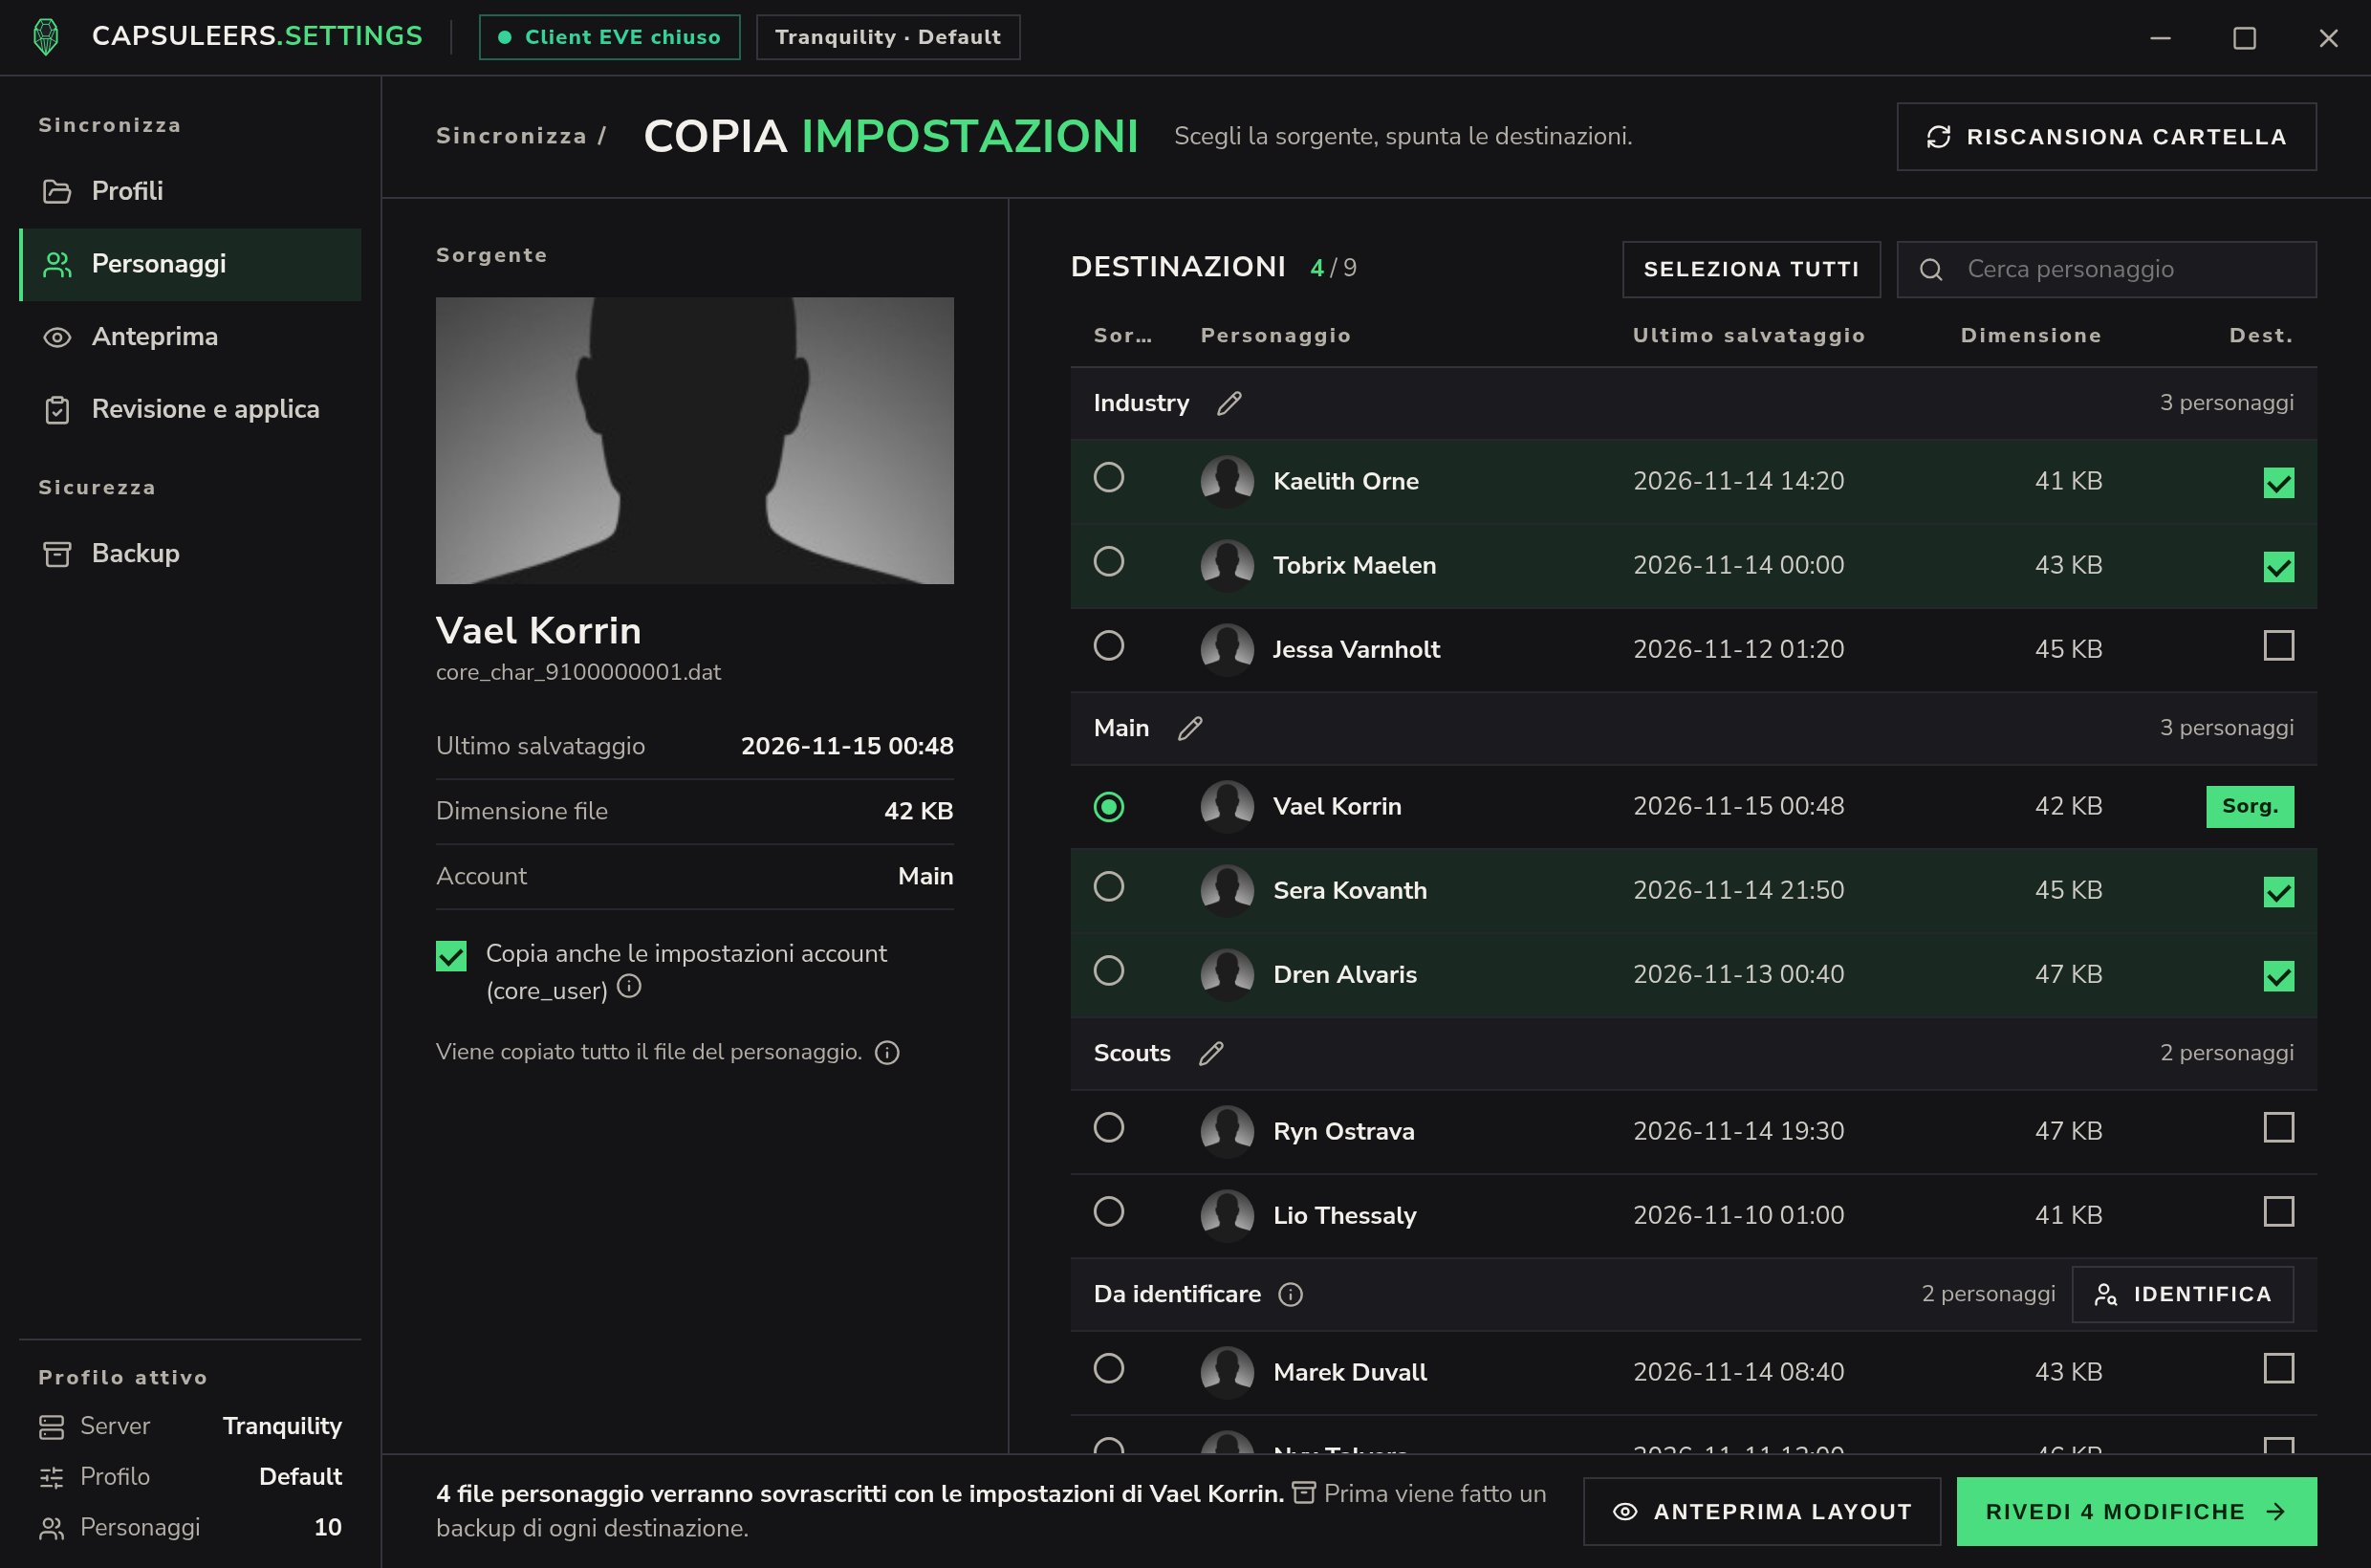 CAPSULEERS.SETTINGS
Client EVE chiuso
Tranquility · Default
Sincronizza
Profili
Personaggi
Anteprima
Revisione e applica
Sicurezza
Backup
Profilo attivo
Server Tranquility
Profilo Default
Personaggi 10
Sincronizza / COPIA IMPOSTAZIONI Scegli la sorgente, spunta le destinazioni.
RISCANSIONA CARTELLA
Sorgente
Vael Korrin
core_char_9100000001.dat
Ultimo salvataggio 2026-11-15 00:48
Dimensione file 42 KB
Account Main
Copia anche le impostazioni account
(core_user)
Viene copiato tutto il file del personaggio.
DESTINAZIONI 4 / 9
SELEZIONA TUTTI
Cerca personaggio
Sor... Personaggio Ultimo salvataggio Dimensione Dest.
Industry 3 personaggi
Kaelith Orne 2026-11-14 14:20 41 KB
Tobrix Maelen 2026-11-14 00:00 43 KB
Jessa Varnholt 2026-11-12 01:20 45 KB
Main 3 personaggi
Vael Korrin 2026-11-15 00:48 42 KB Sorg.
Sera Kovanth 2026-11-14 21:50 45 KB
Dren Alvaris 2026-11-13 00:40 47 KB
Scouts 2 personaggi
Ryn Ostrava 2026-11-14 19:30 47 KB
Lio Thessaly 2026-11-10 01:00 41 KB
Da identificare 2 personaggi IDENTIFICA
Marek Duvall 2026-11-14 08:40 43 KB
4 file personaggio verranno sovrascritti con le impostazioni di Vael Korrin. Prima viene fatto un
backup di ogni destinazione.
ANTEPRIMA LAYOUT
RIVEDI 4 MODIFICHE